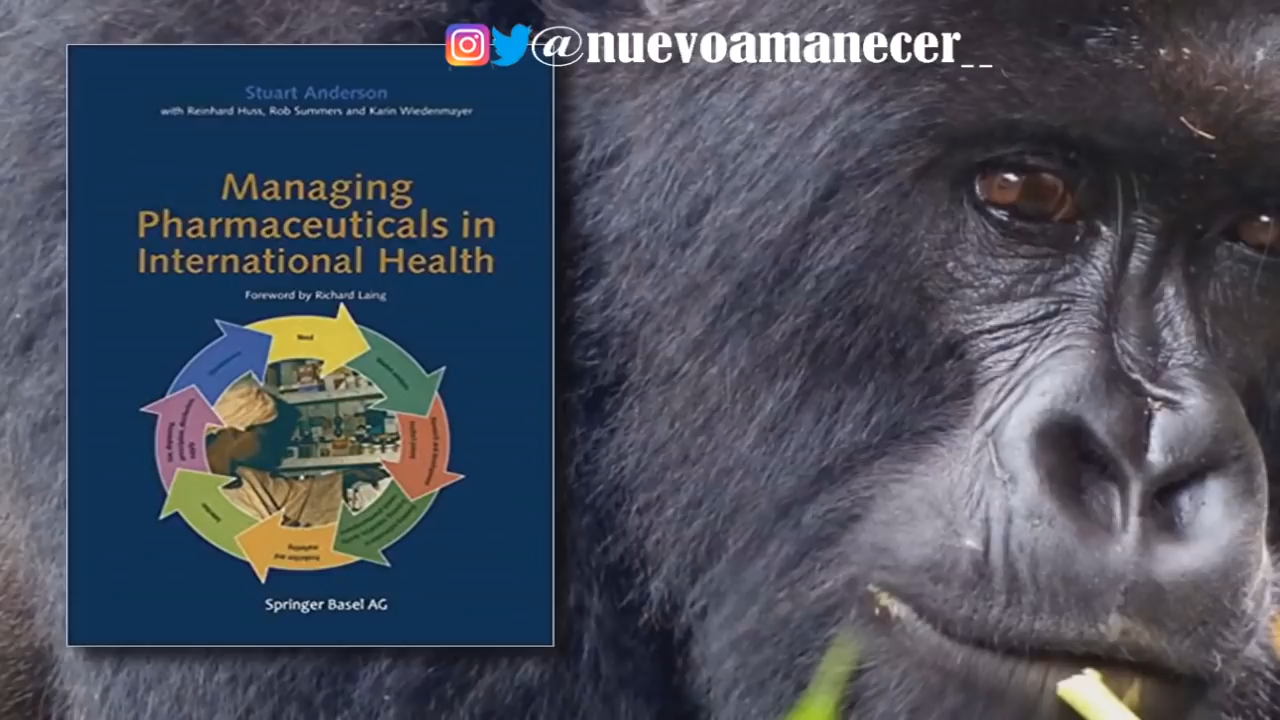 @nuevoamanecer__
Stuart Anderson
with Reinhard Huss, Rob Summers and Karin Wiedenmayer
Managing
Pharmaceuticals in
International Health
Foreword by Richard Laing
Need
Springer Basel AG